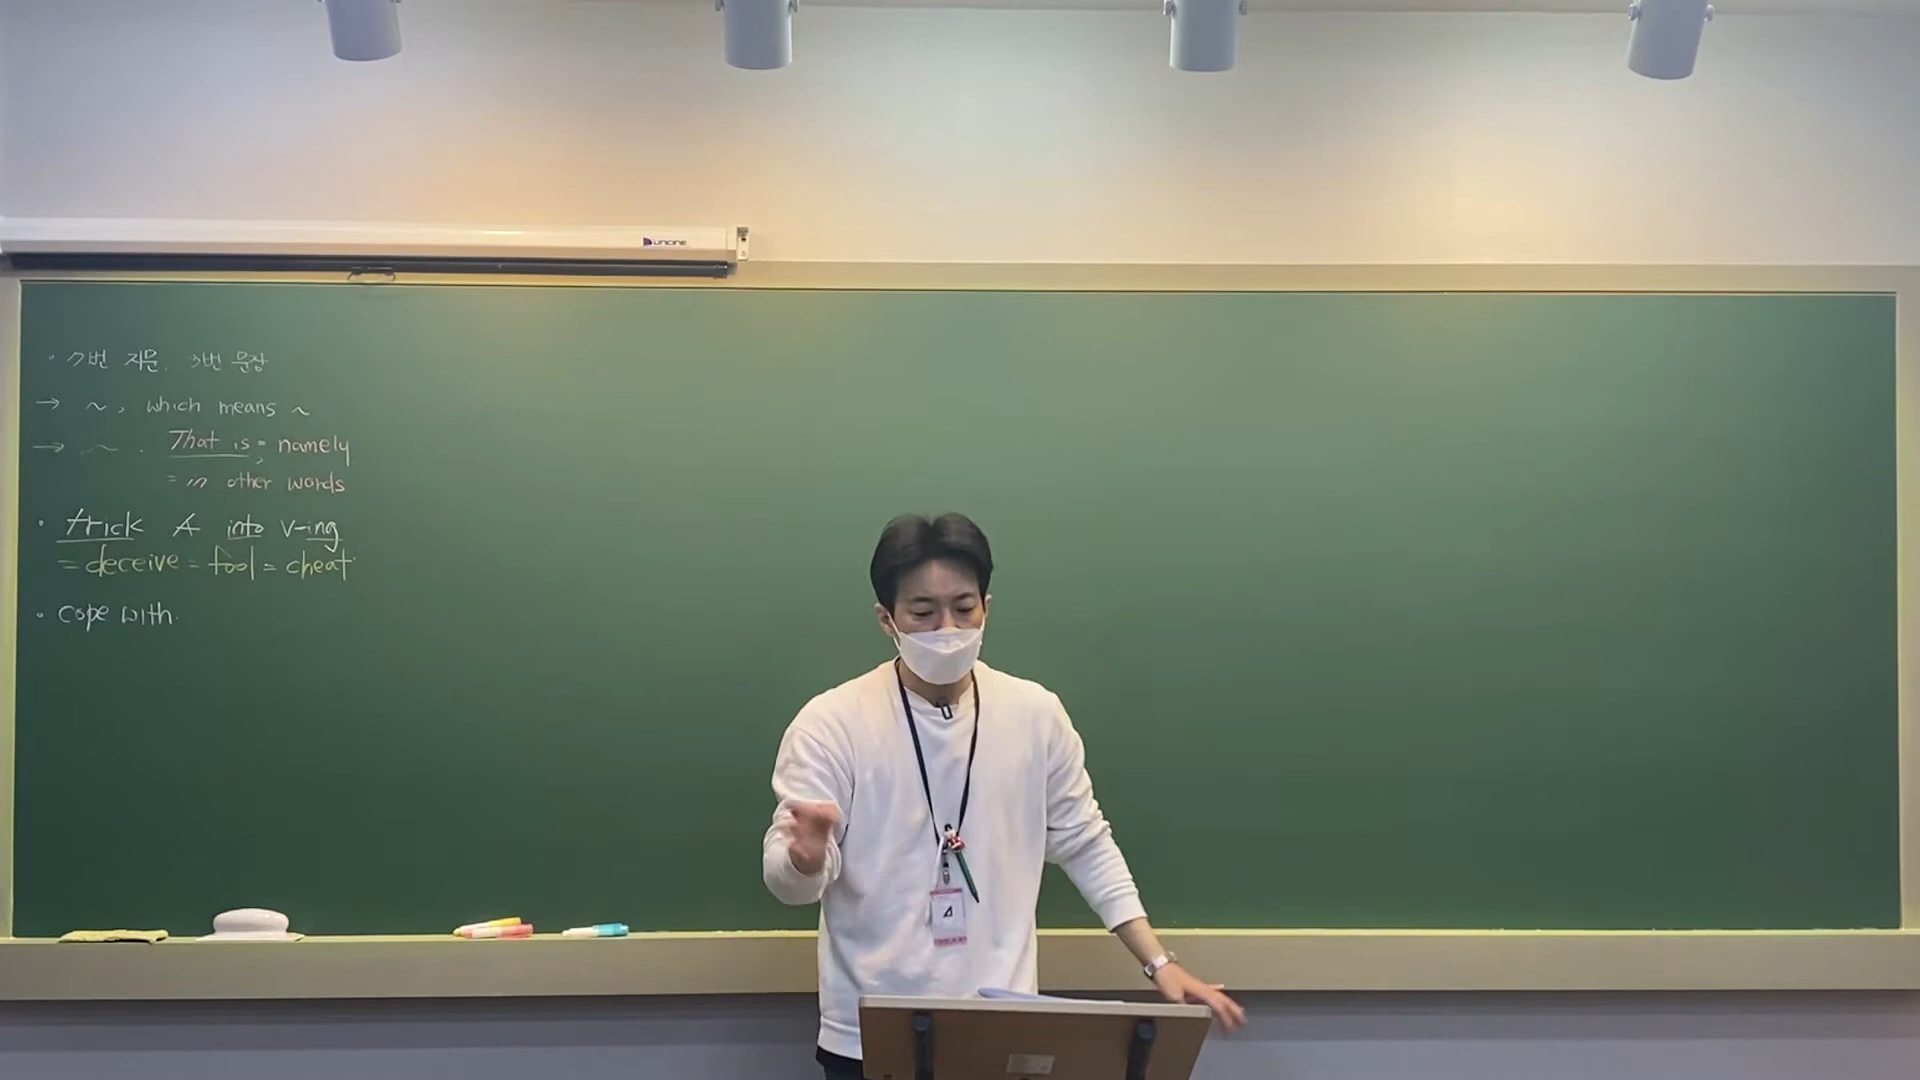 uncine
· 7번 지문. 3번 문장
→ ~, which means ~
→ ~. That is, = namely
= in other words
· trick A into v-ing
= deceive = fool = cheat
· cope with